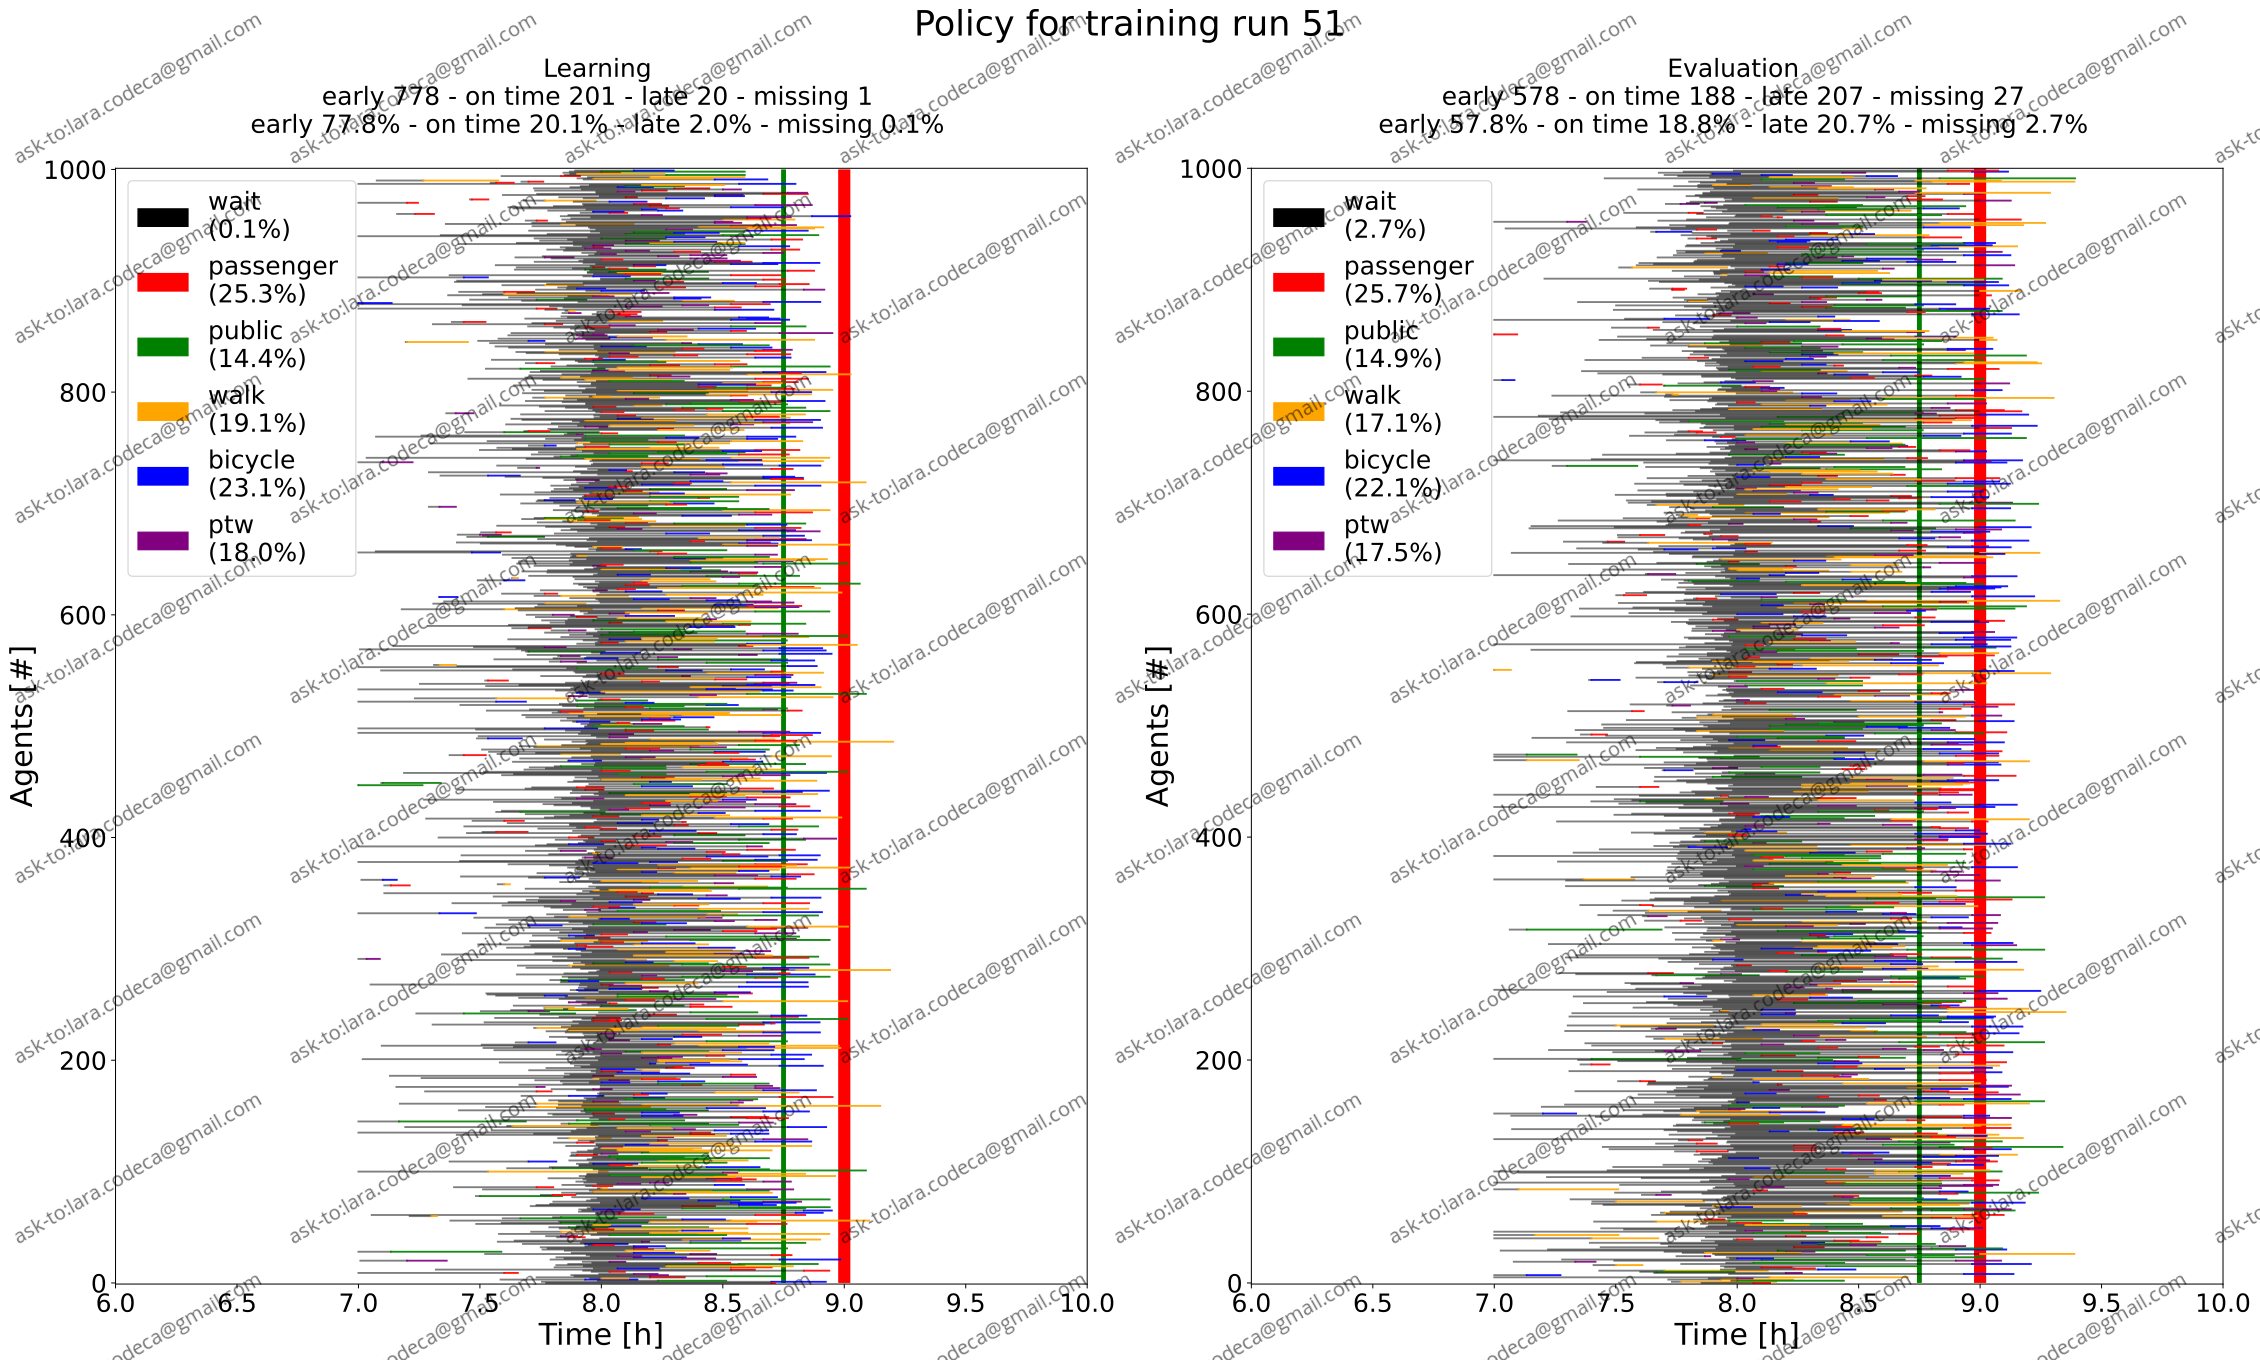 Policy for training run 51
Learning
early 778 - on time 201 - late 20 - missing 1
early 77.8% - on time 20.1% - late 2.0% - missing 0.1%
Evaluation
early 578 - on time 188 - late 207 - missing 27
early 57.8% - on time 18.8% - late 20.7% - missing 2.7%
wait
(0.1%)
passenger
(25.3%)
public
(14.4%)
walk
(19.1%)
bicycle
(23.1%)
ptw
(18.0%)
Agents [#]
1000
800
600
400
200
0
6.0 6.5 7.0 7.5 8.0 8.5 9.0 9.5 10.0
Time [h]
wait
(2.7%)
passenger
(25.7%)
public
(14.9%)
walk
(17.1%)
bicycle
(22.1%)
ptw
(17.5%)
Agents [#]
1000
800
600
400
200
0
6.0 6.5 7.0 7.5 8.0 8.5 9.0 9.5 10.0
Time [h]
ask-to:lara.codeca@gmail.com